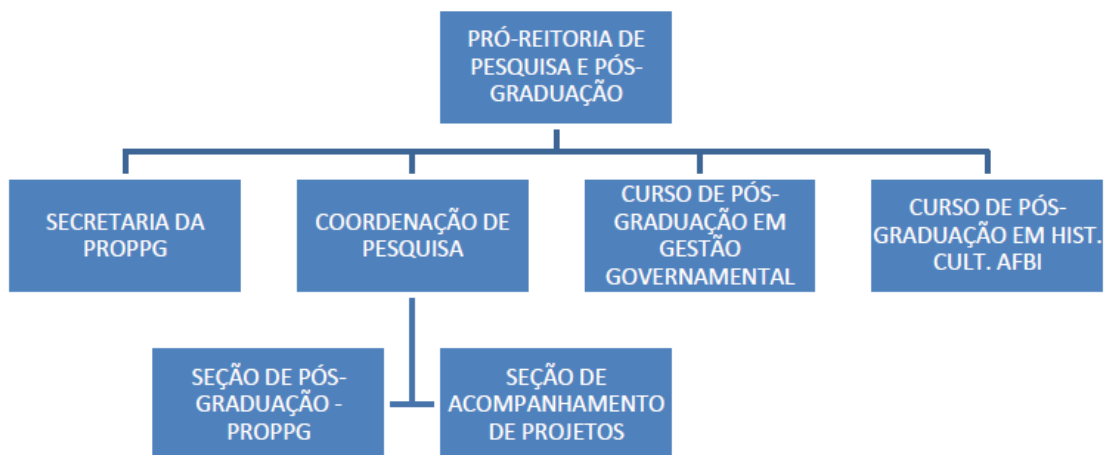 PRÓ-REITORIA DE
PESQUISA E PÓS-
GRADUAÇÃO
SECRETARIA DA
PROPPG
COORDENAÇÃO DE
PESQUISA
CURSO DE PÓS-
GRADUAÇÃO EM
GESTÃO
GOVERNAMENTAL
CURSO DE PÓS-
GRADUAÇÃO EM HIST.
CULT. AFBI
SEÇÃO DE PÓS-
GRADUAÇÃO -
PROPPG
SEÇÃO DE
ACOMPANHAMENTO
DE PROJETOS